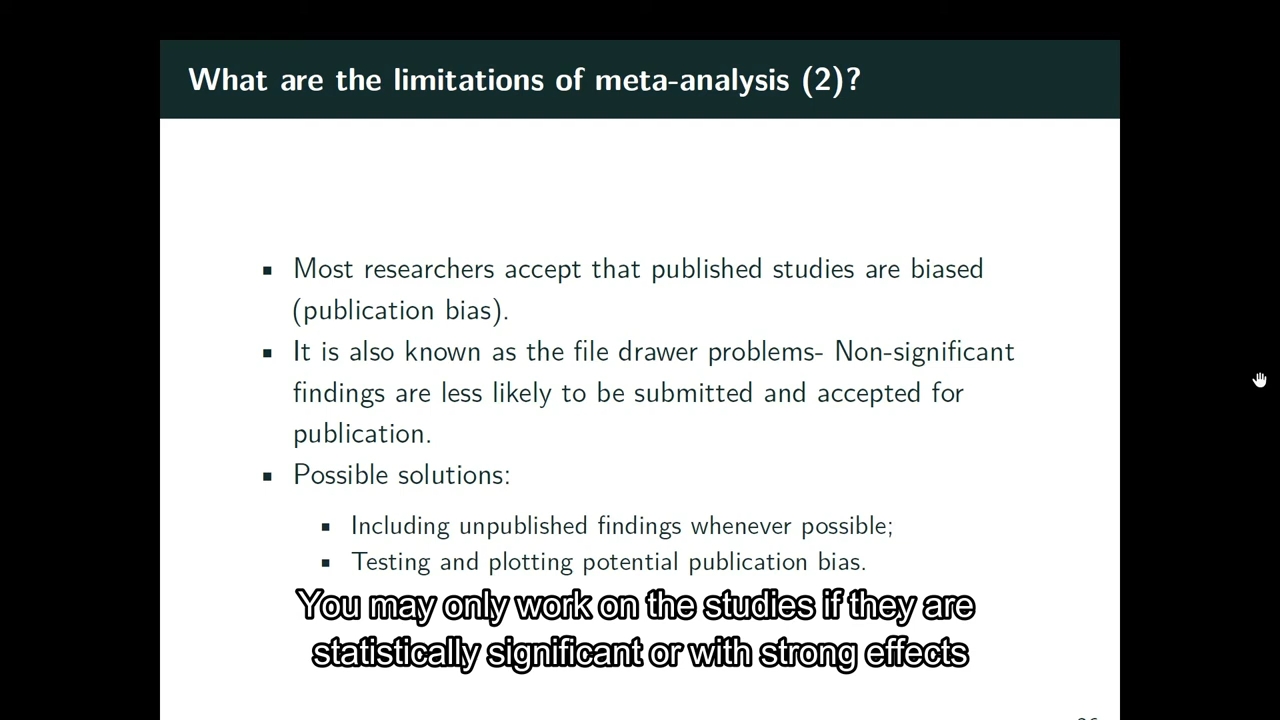 What are the limitations of meta-analysis (2)?
▪ Most researchers accept that published studies are biased
(publication bias).
▪ It is also known as the file drawer problems- Non-significant
findings are less likely to be submitted and accepted for
publication.
▪ Possible solutions:
▪ Including unpublished findings whenever possible;
▪ Testing and plotting potential publication bias.
You may only work on the studies if they are
statistically significant or with strong effects